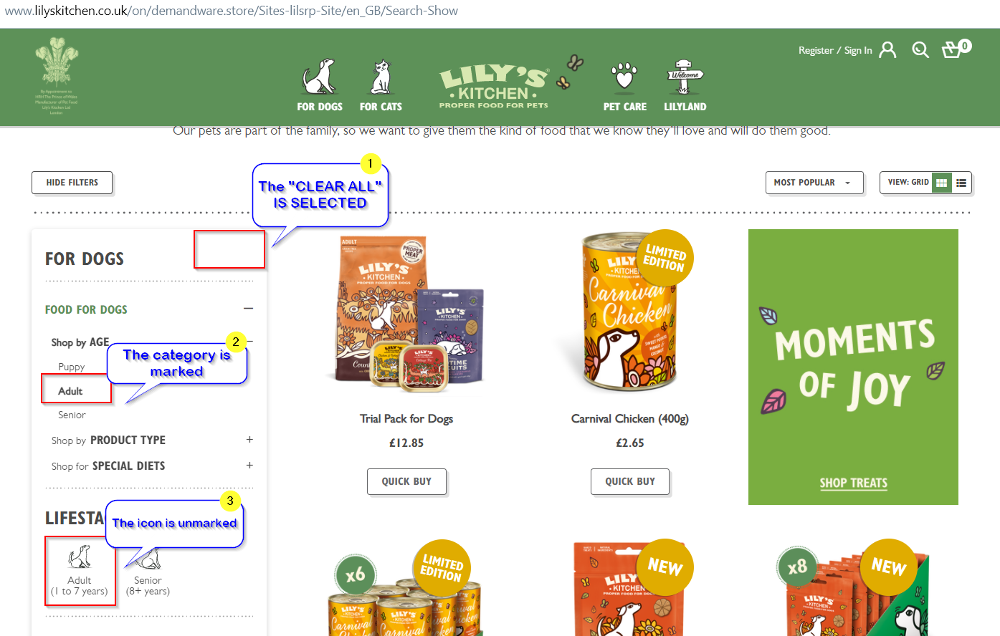 www.lilyskitchen.co.uk/on/demandware.store/Sites-lilsrp-Site/en_GB/Search-Show
By Appointment to
HRH The Prince of Wales
Manufacturer of Pet Food
Lily's Kitchen Ltd
London
FOR DOGS
FOR CATS
LILY'S
KITCHEN
PROPER FOOD FOR PETS
PET CARE
Welcome
LILYLAND
Register / Sign In
0
Our pets are part of the family, so we want to give them the kind of food that we know they'll love and will do them good.
HIDE FILTERS
1
The "CLEAR ALL"
IS SELECTED
MOST POPULAR
VIEW: GRID
FOR DOGS
FOOD FOR DOGS
Shop by AGE
2
The category is
marked
Puppy
Adult
Senior
Shop by PRODUCT TYPE
Shop for SPECIAL DIETS
3
The icon is unmarked
LIFESTA
Adult
(1 to 7 years)
Senior
(8+ years)
ADULT
PROPER
MEAT
LILY'S
KITCHEN
PROPER FOOD FOR DOGS
LILY'S
KITCHEN
Trial Pack for Dogs
£12.85
QUICK BUY
LIMITED
EDITION
Carnival
Chicken
with
SWEET POTATO
MANGO &
COCONUT
Carnival Chicken (400g)
£2.65
QUICK BUY
MOMENTS
OF JOY
SHOP TREATS
x6
LIMITED
EDITION
LILY'S
KITCHEN
Carnival
Chicken
NEW
KITCHEN
PROPER FOOD FOR DOGS
x8
NEW
LILY'S
KITCHEN